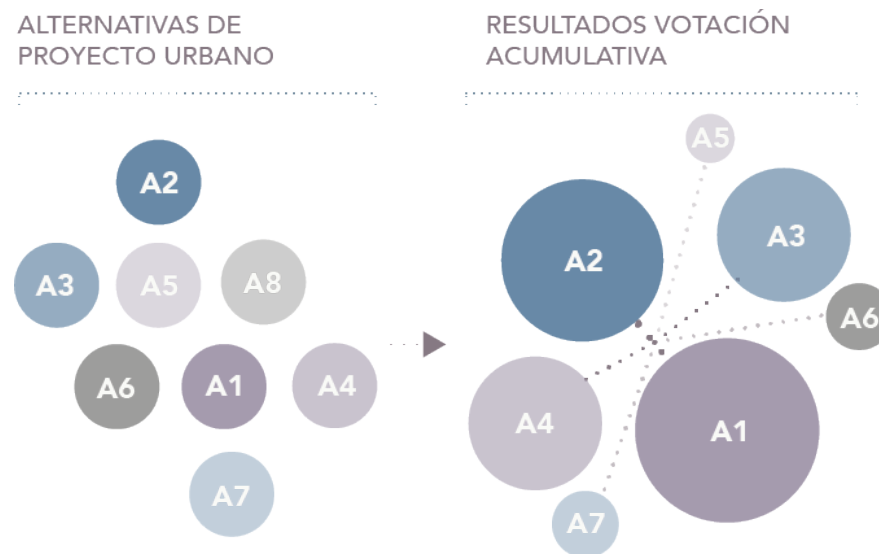 ALTERNATIVAS DE
PROYECTO URBANO
A2
A3
A5
A8
A6
A1
A4
A7
RESULTADOS VOTACIÓN
ACUMULATIVA
A5
A2
A3
A6
A4
A1
A7